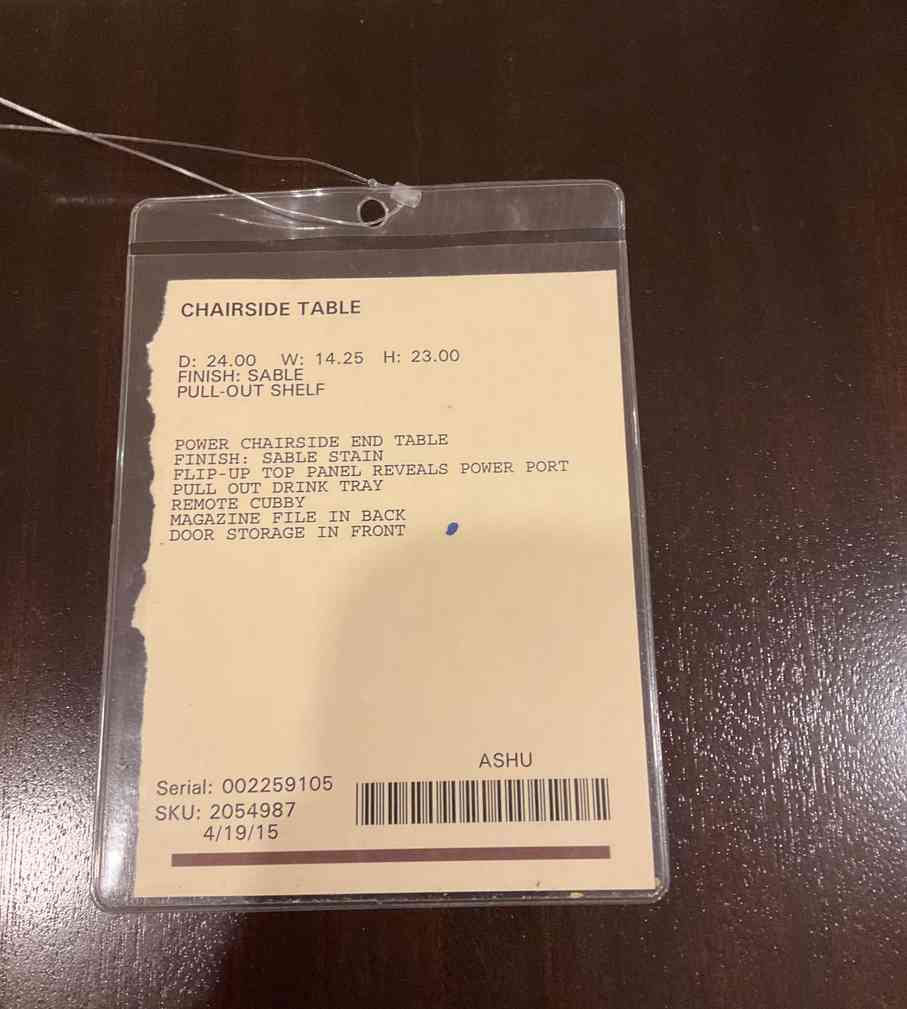 CHAIRSIDE TABLE
D: 24.00 W: 14.25 H: 23.00
FINISH: SABLE
PULL-OUT SHELF
POWER CHAIRSIDE END TABLE
FINISH: SABLE STAIN
FLIP-UP TOP PANEL REVEALS POWER PORT
PULL OUT DRINK TRAY
REMOTE CUBBY
MAGAZINE FILE IN BACK
DOOR STORAGE IN FRONT
ASHU
Serial: 002259105
SKU: 2054987
4/19/15